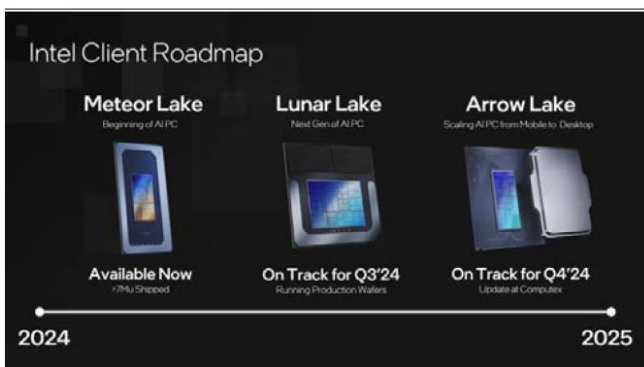 Intel Client Roadmap
Meteor Lake
Beginning of AI PC
Lunar Lake
Next Gen of AI PC
Arrow Lake
Scaling AI PC from Mobile to Desktop
Available Now
>7Mu Shipped
On Track for Q3'24
Running Production Wafers
On Track for Q4'24
Update at Computex
2024
2025